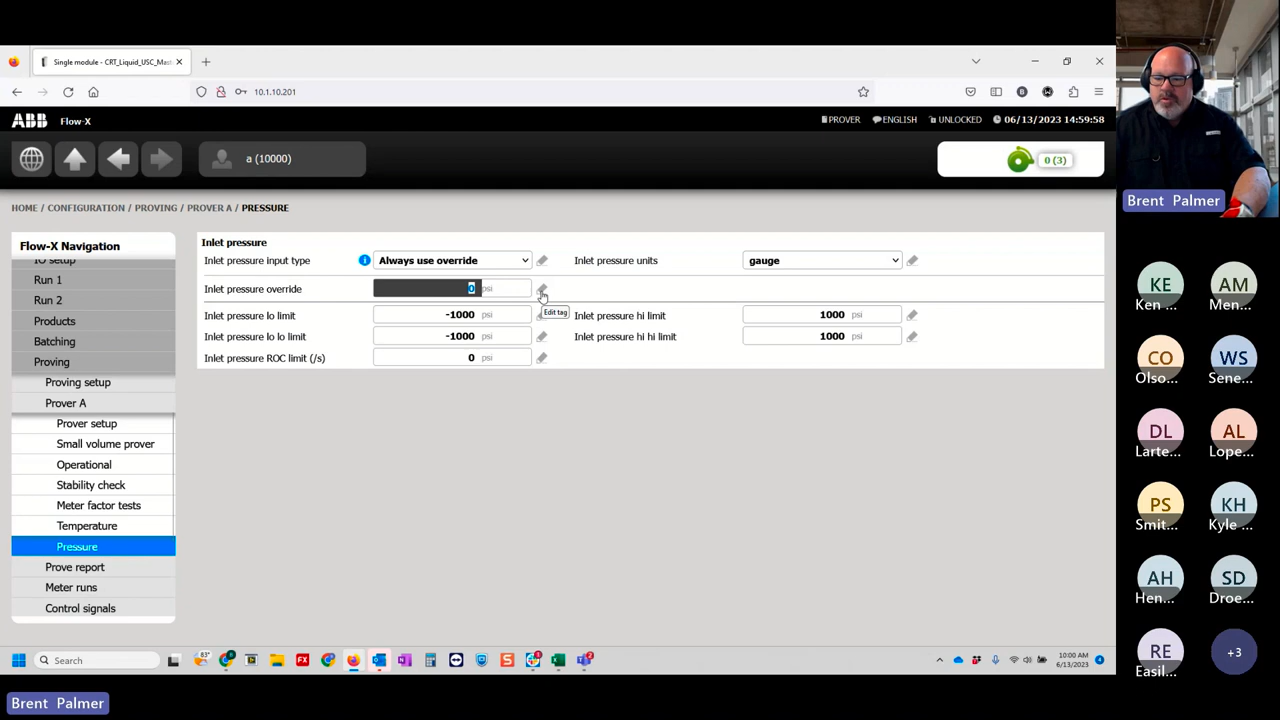 Single module - CRT_Liquid_USC_Mast
10.1.10.201
ABB Flow-X
PROVER ENGLISH UNLOCKED 06/13/2023 14:59:58
a (10000)
0 (3)
HOME / CONFIGURATION / PROVING / PROVER A / PRESSURE
Flow-X Navigation
IO setup
Run 1
Run 2
Products
Batching
Proving
Proving setup
Prover A
Prover setup
Small volume prover
Operational
Stability check
Meter factor tests
Temperature
Pressure
Prove report
Meter runs
Control signals
Inlet pressure
Inlet pressure input type Always use override Inlet pressure units gauge
Inlet pressure override 0 psi
Edit tag
Inlet pressure lo limit -1000 psi Inlet pressure hi limit 1000 psi
Inlet pressure lo lo limit -1000 psi Inlet pressure hi hi limit 1000 psi
Inlet pressure ROC limit (/s) 0 psi
Search
83°
10:00 AM
6/13/2023
Brent Palmer
Brent Palmer
KE AM
Ken ... Men...
CO WS
Olso... Sene...
DL AL
Larte... Lope...
PS KH
Smit... Kyle ...
AH SD
Hen... Droe...
RE +3
Easil...